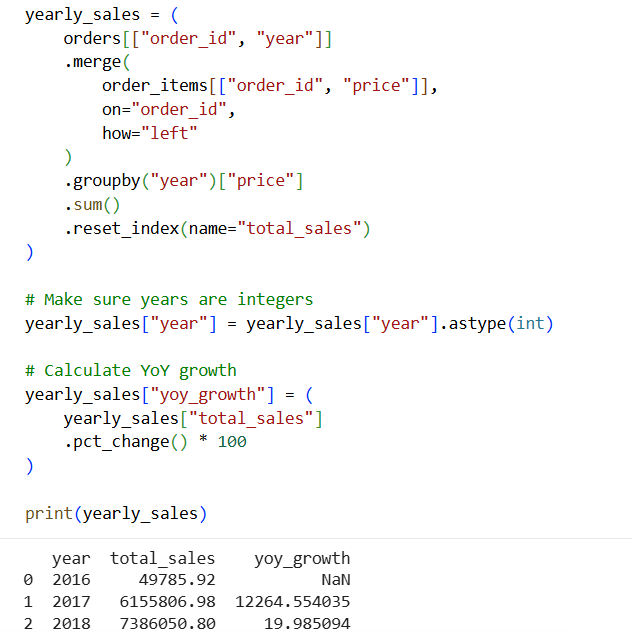 yearly_sales = (
    orders[["order_id", "year"]]
    .merge(
        order_items[["order_id", "price"]],
        on="order_id",
        how="left"
    )
    .groupby("year")["price"]
    .sum()
    .reset_index(name="total_sales")
)

# Make sure years are integers
yearly_sales["year"] = yearly_sales["year"].astype(int)

# Calculate YoY growth
yearly_sales["yoy_growth"] = (
    yearly_sales["total_sales"]
    .pct_change() * 100
)

print(yearly_sales)

   year  total_sales    yoy_growth
0  2016     49785.92           NaN
1  2017   6155806.98  12264.554035
2  2018   7386050.80     19.985094